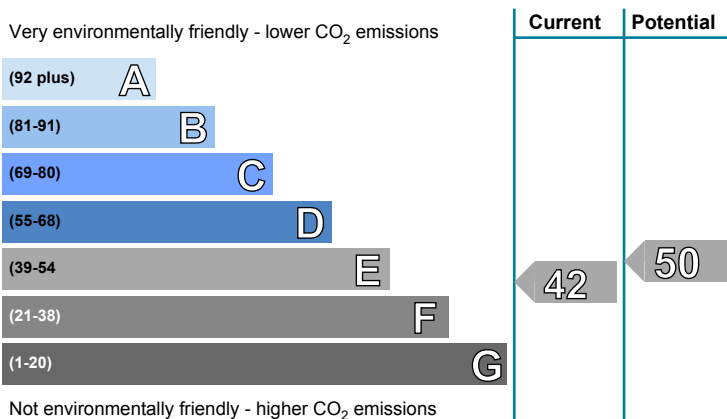 Very environmentally friendly - lower CO2 emissions
Current
Potential
(92 plus) A
(81-91) B
(69-80) C
(55-68) D
(39-54 E
(21-38) F
(1-20) G
42
50
Not environmentally friendly - higher CO2 emissions